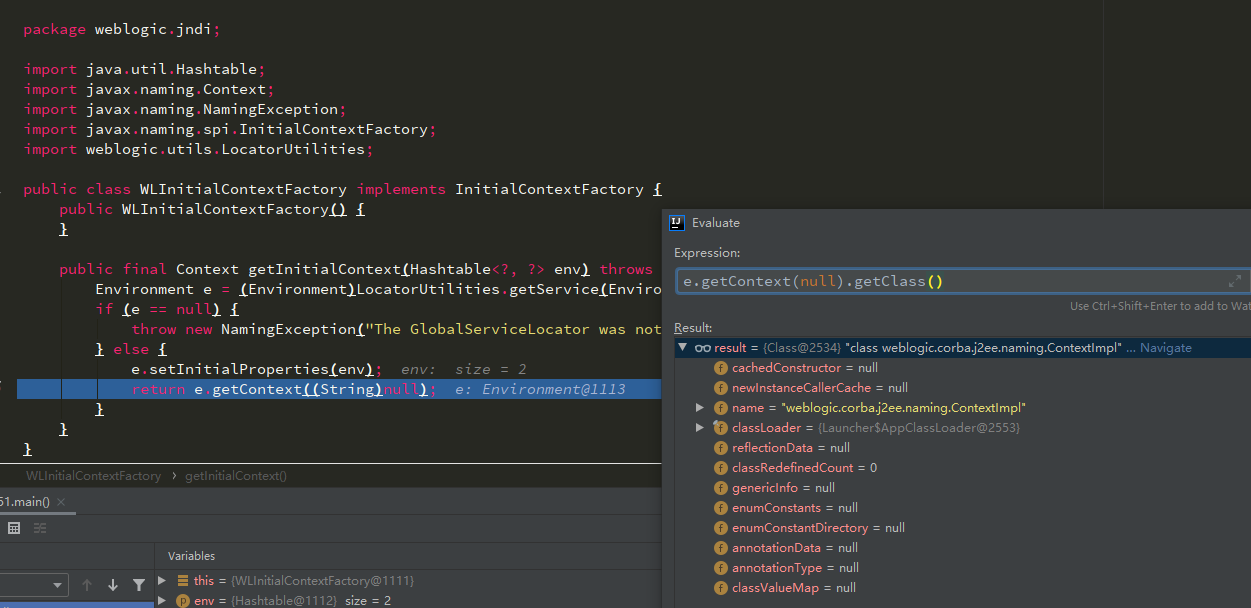 package weblogic.jndi;
import java.util.Hashtable;
import javax.naming.Context;
import javax.naming.NamingException;
import javax.naming.spi.InitialContextFactory;
import weblogic.utils.LocatorUtilities;
public class WLInitialContextFactory implements InitialContextFactory {
public WLInitialContextFactory() {
}
public final Context getInitialContext(Hashtable<?, ?> env) throws
Environment e = (Environment)LocatorUtilities.getService(Enviro
if (e == null) {
throw new NamingException("The GlobalServiceLocator was not
} else {
e.setInitialProperties(env); env: size = 2
return e.getContext((String)null); e: Environment@1113
}
}
}
WLInitialContextFactory › getInitialContext()
51.main() ×
Variables
this = {WLInitialContextFactory@1111}
env = {Hashtable@1112} size = 2
IJ Evaluate
Expression:
e.getContext(null).getClass()
Use Ctrl+Shift+Enter to add to Wat
Result:
result = {Class@2534} "class weblogic.corba.j2ee.naming.ContextImpl" ... Navigate
f cachedConstructor = null
f newInstanceCallerCache = null
f name = "weblogic.corba.j2ee.naming.ContextImpl"
f classLoader = {Launcher$AppClassLoader@2553}
f reflectionData = null
f classRedefinedCount = 0
f genericInfo = null
f enumConstants = null
f enumConstantDirectory = null
f annotationData = null
f annotationType = null
f classValueMap = null